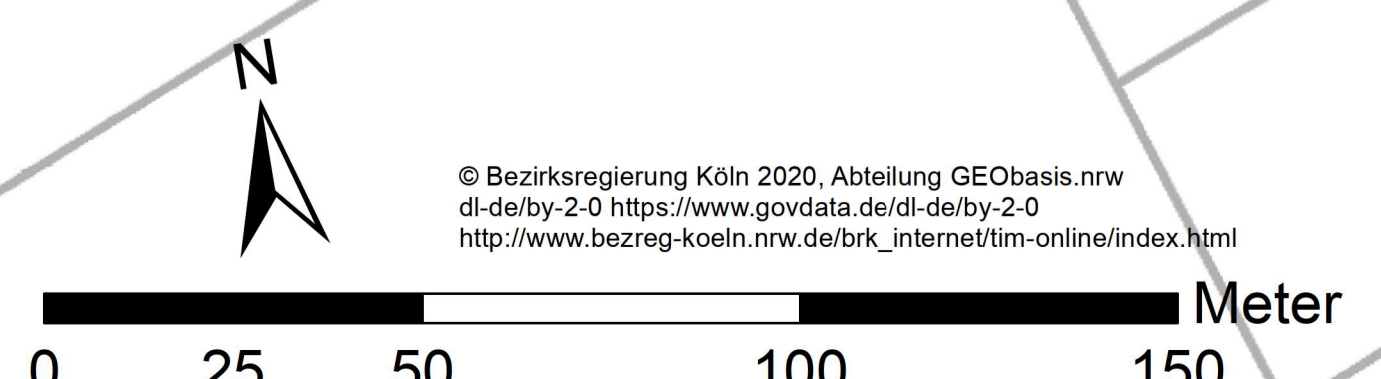 N
© Bezirksregierung Köln 2020, Abteilung GEObasis.nrw
dl-de/by-2-0 https://www.govdata.de/dl-de/by-2-0
http://www.bezreg-koeln.nrw.de/brk_internet/tim-online/index.html
Meter
0 25 50 100 150